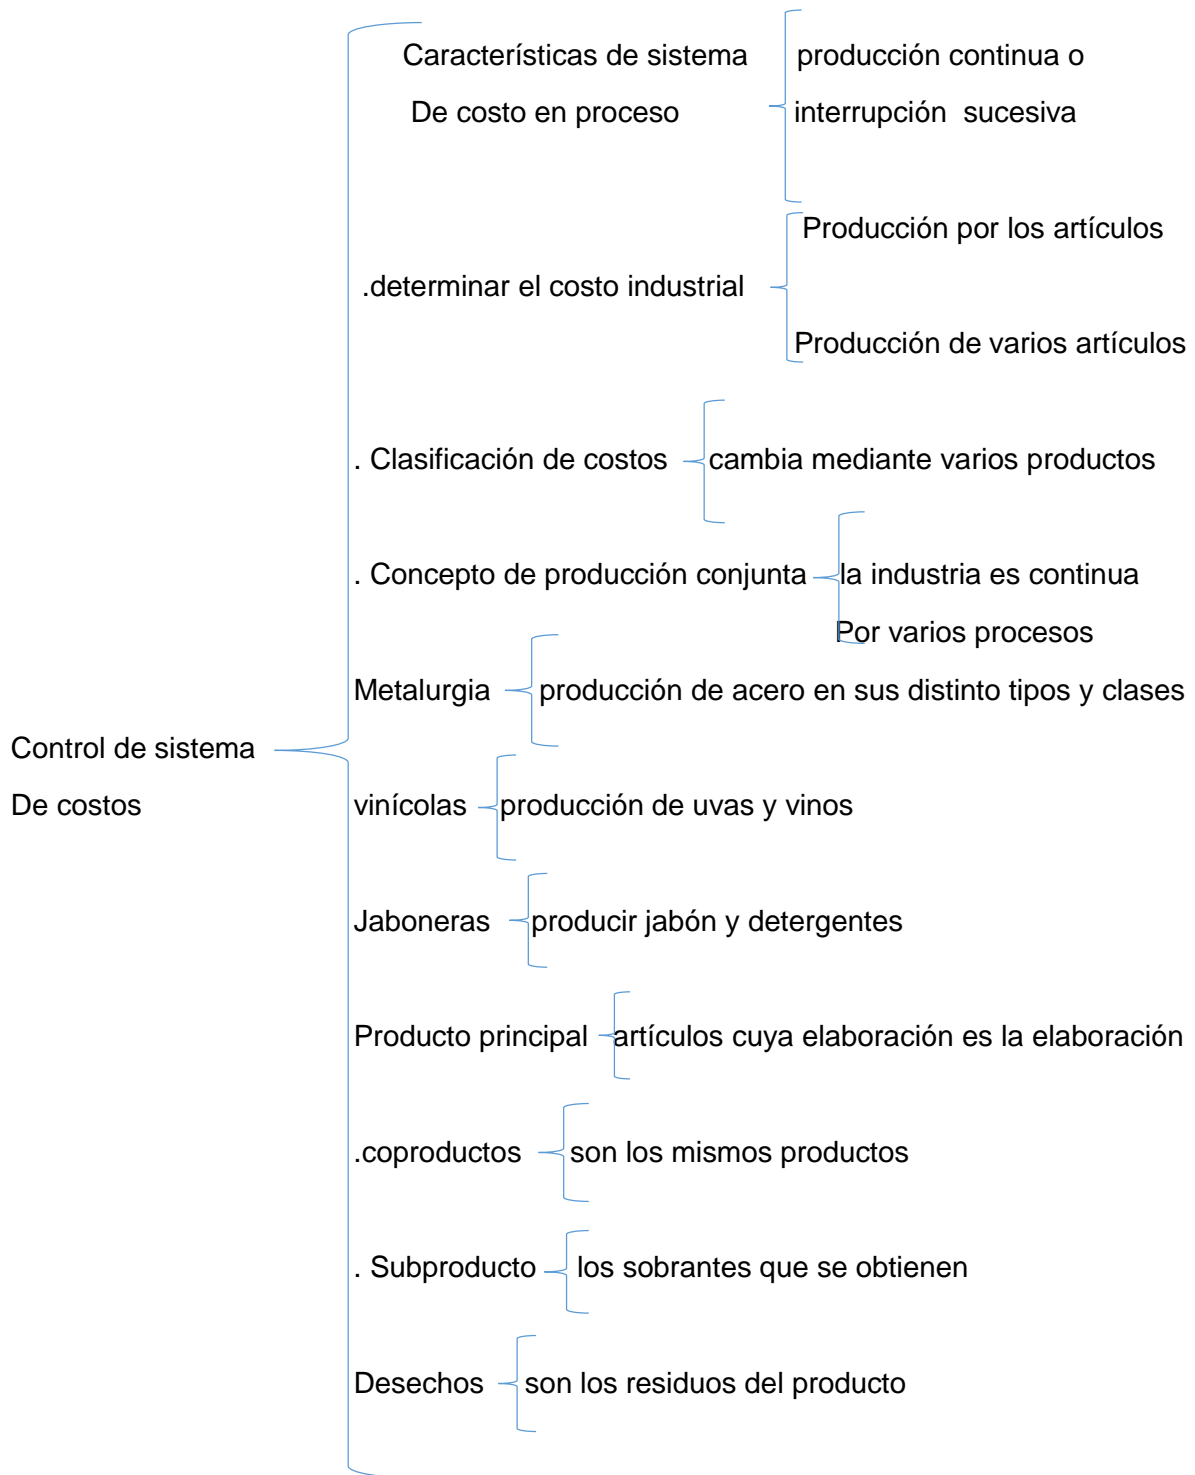 Características de sistema
De costo en proceso
producción continua o
interrupción  sucesiva
.determinar el costo industrial
Producción por los artículos
Producción de varios artículos
. Clasificación de costos
cambia mediante varios productos
. Concepto de producción conjunta
la industria es continua
Por varios procesos
Metalurgia
producción de acero en sus distinto tipos y clases
Control de sistema
De costos
vinícolas
producción de uvas y vinos
Jaboneras
producir jabón y detergentes
Producto principal
artículos cuya elaboración es la elaboración
.coproductos
son los mismos productos
. Subproducto
los sobrantes que se obtienen
Desechos
son los residuos del producto